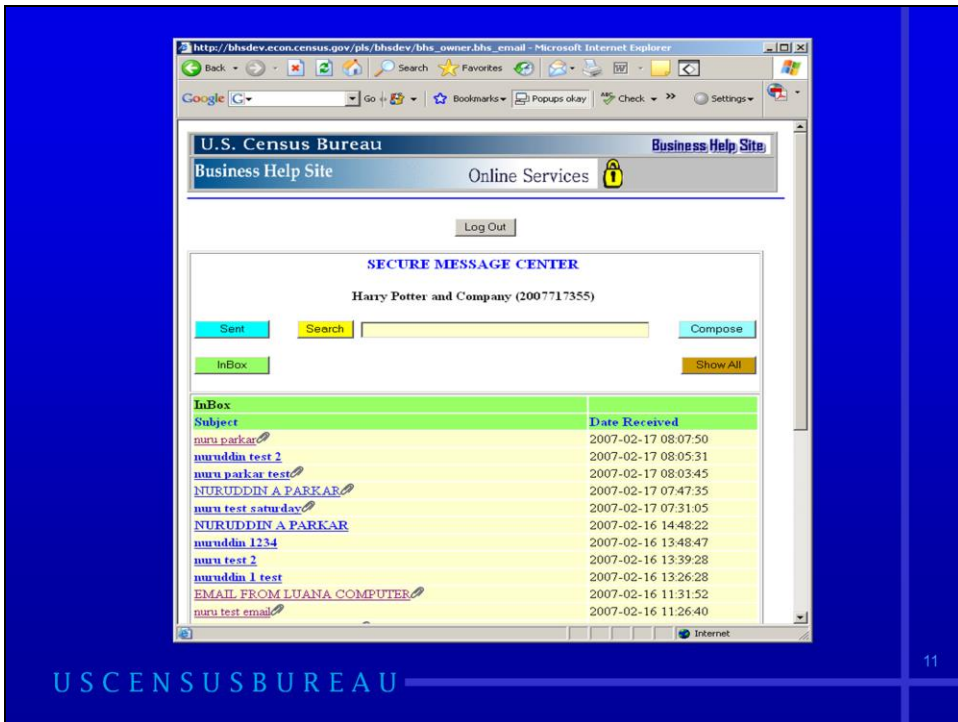 http://bhsdev.econ.census.gov/pls/bhsdev/bhs_owner.bhs_email - Microsoft Internet Explorer
Back Search Favorites
Google G Go Bookmarks Popups okay Check >> Settings
U.S. Census Bureau Business Help Site
Business Help Site Online Services
Log Out
SECURE MESSAGE CENTER
Harry Potter and Company (2007717355)
Sent Search Compose
InBox Show All
InBox
Subject Date Received
nuru parkar 2007-02-17 08:07:50
nuruddin test 2 2007-02-17 08:05:31
nuru parkar test 2007-02-17 08:03:45
NURUDDIN A PARKAR 2007-02-17 07:47:35
nuru test saturday 2007-02-17 07:31:05
NURUDDIN A PARKAR 2007-02-16 14:48:22
nuruddin 1234 2007-02-16 13:48:47
nuru test 2 2007-02-16 13:39:28
nuruddin 1 test 2007-02-16 13:26:28
EMAIL FROM LUANA COMPUTER 2007-02-16 11:31:52
nuru test email 2007-02-16 11:26:40
Internet
USCENSUSBUREAU
11